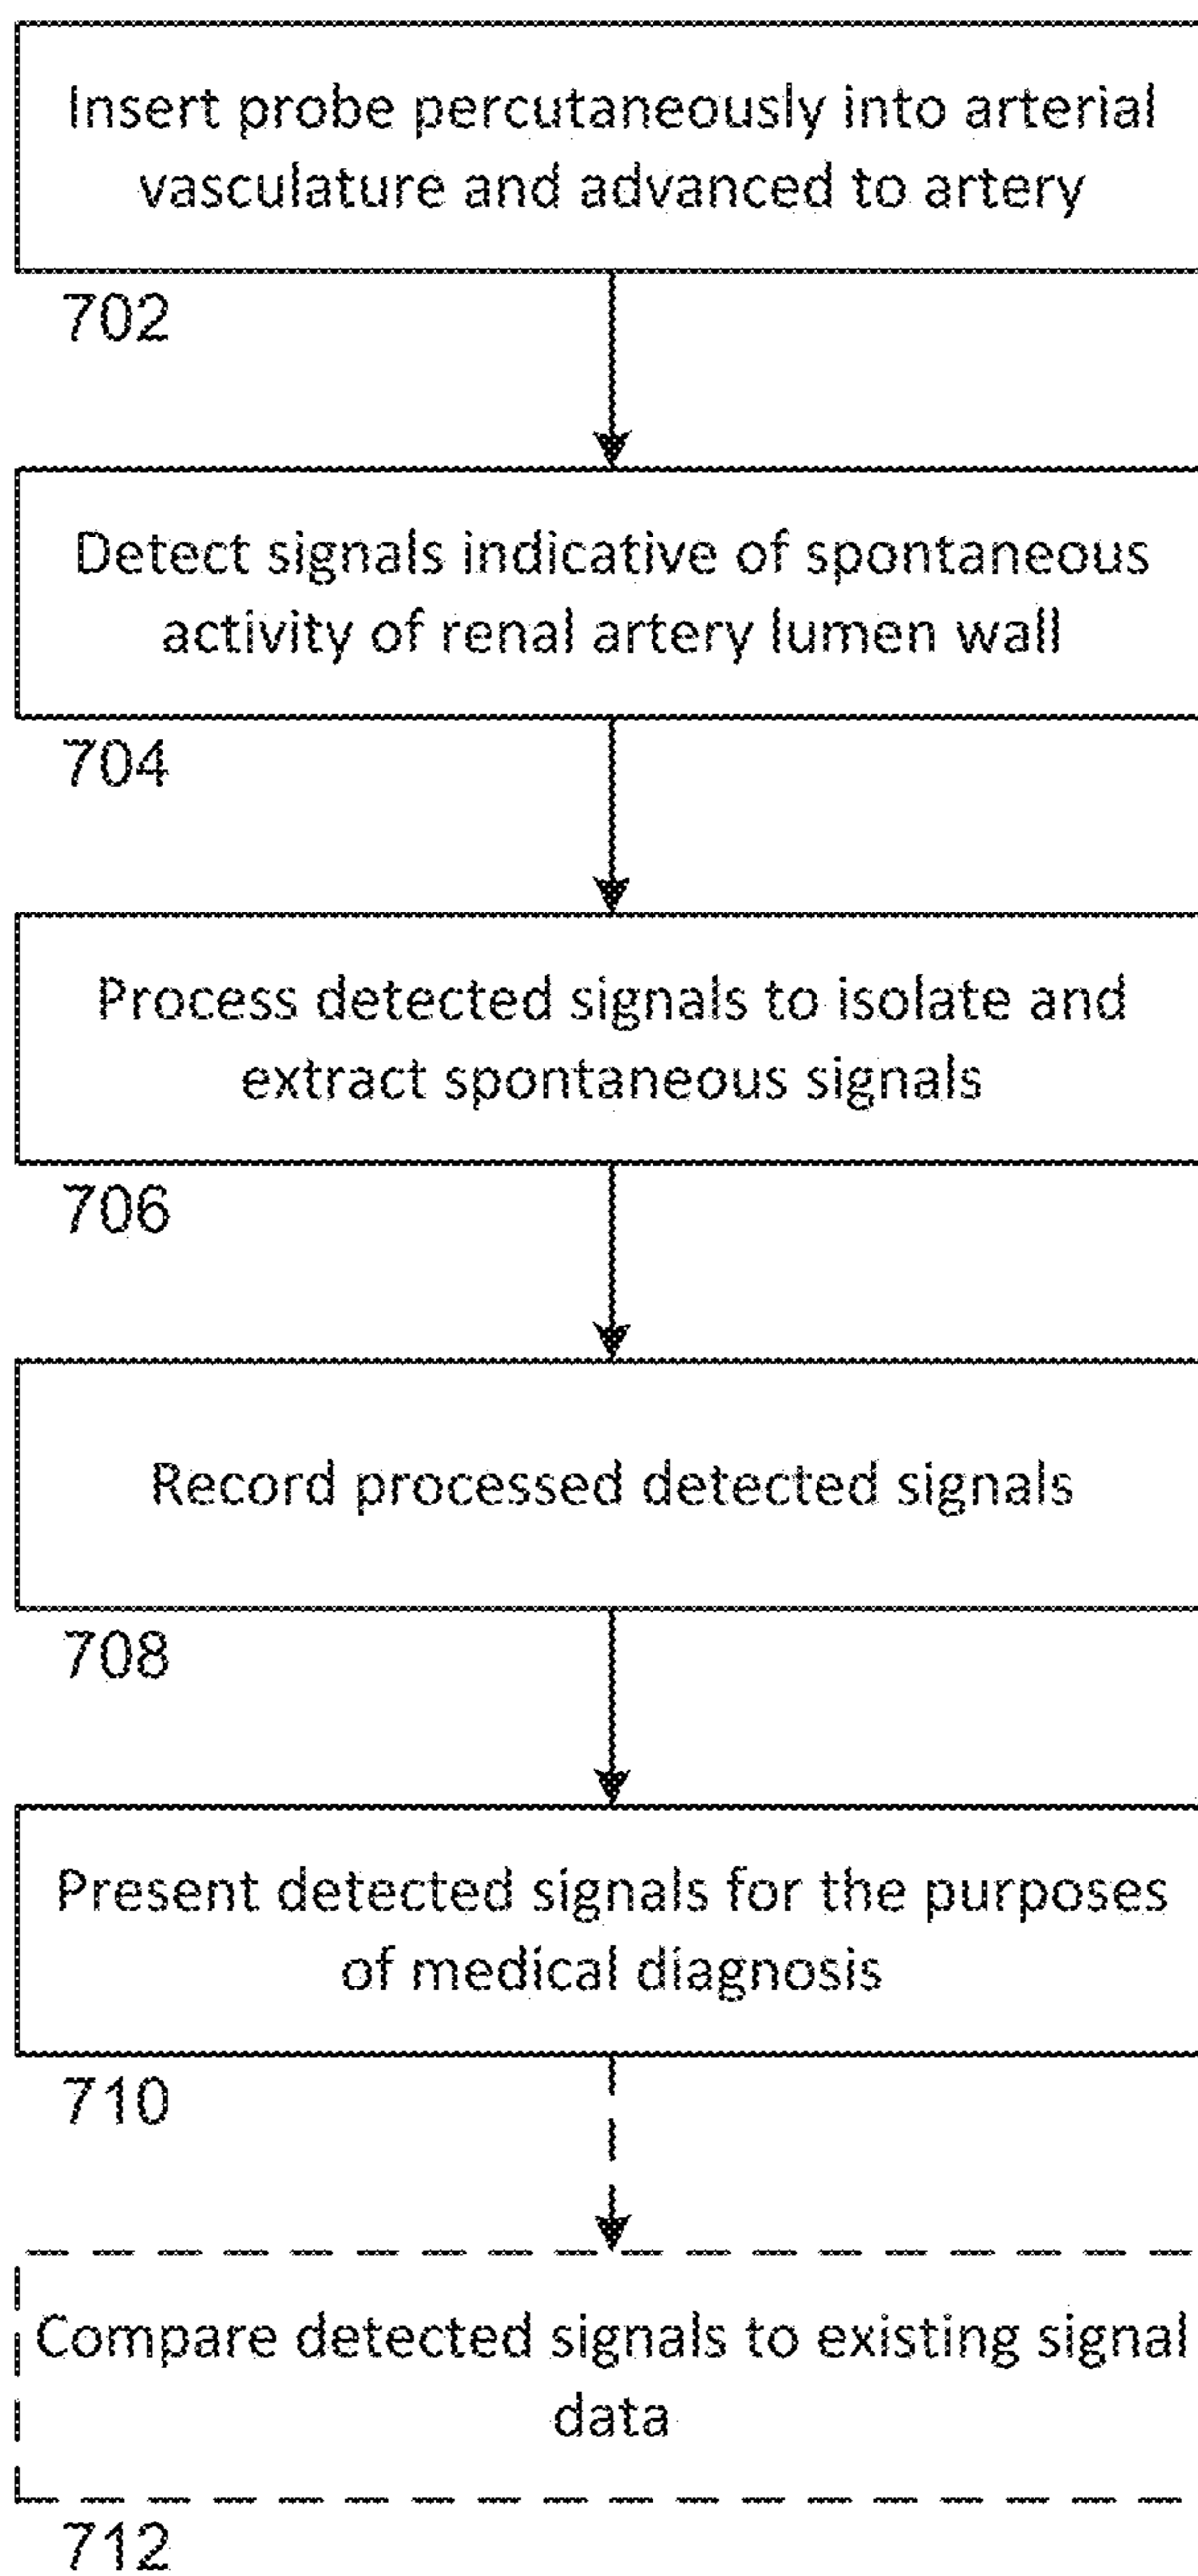 Insert probe percutaneously into arterial
vasculature and advanced to artery
702
Detect signals indicative of spontaneous
activity of renal artery lumen wall
704
Process detected signals to isolate and
extract spontaneous signals
706
Record processed detected signals
708
Present detected signals for the purposes
of medical diagnosis
710
Compare detected signals to existing signal
data
712